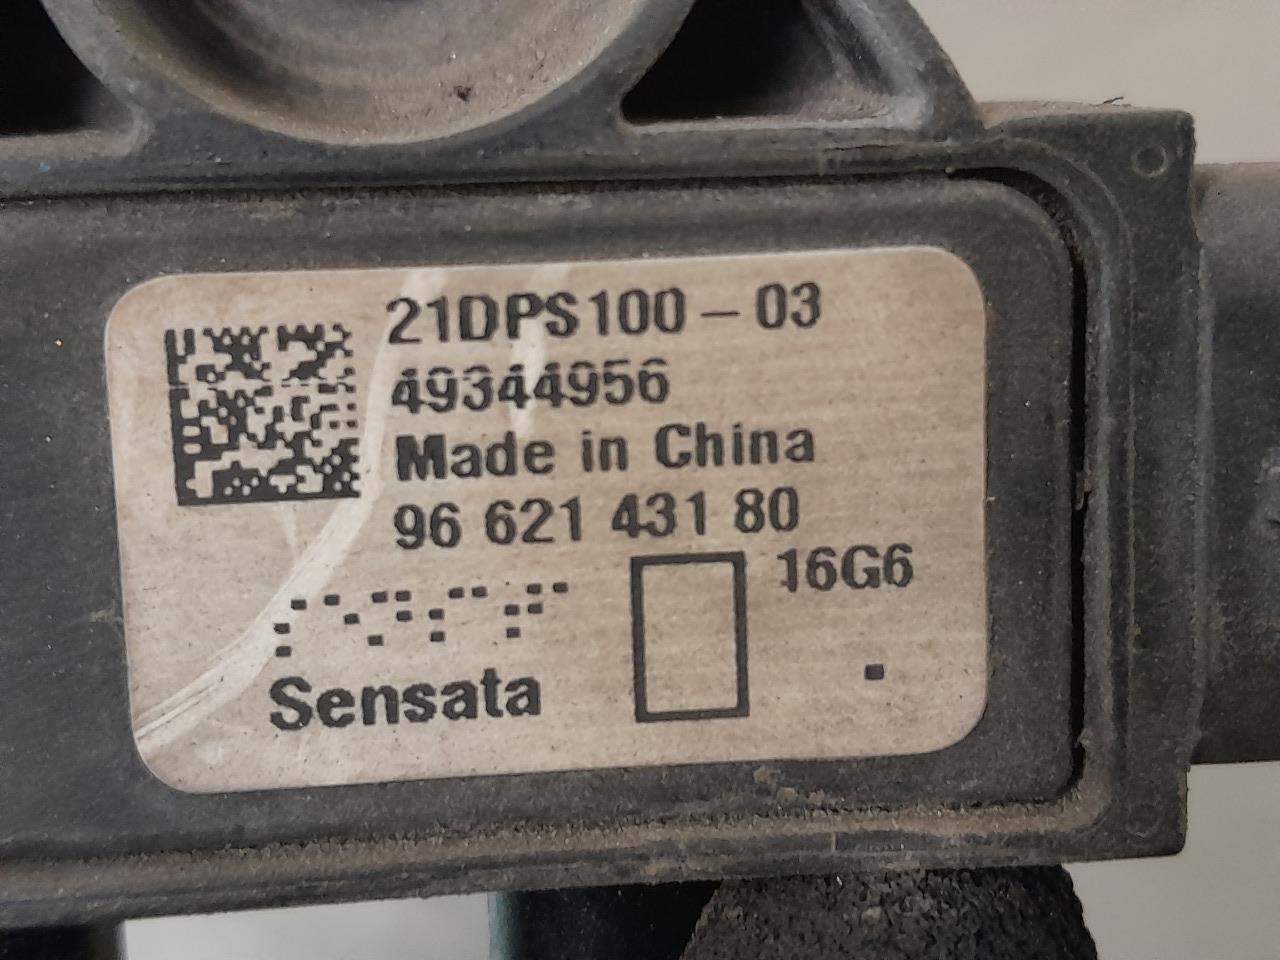 21DPS100-03
49344956
Made in China
96 621 431 80
16G6
Sensata